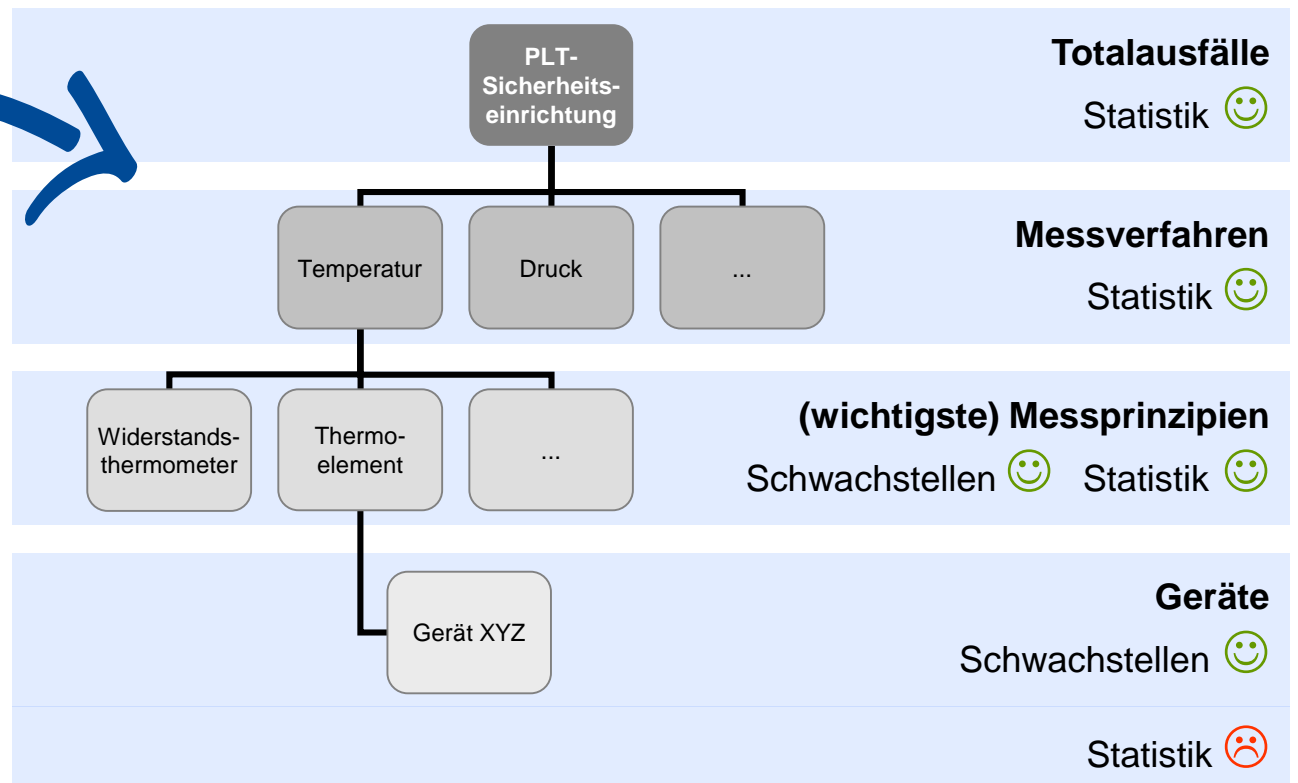 PLT-
Sicherheits-
einrichtung
Totalausfälle
Statistik
Temperatur
Druck
...
Messverfahren
Statistik
Widerstands-
thermometer
Thermo-
element
...
(wichtigste) Messprinzipien
Schwachstellen Statistik
Gerät XYZ
Geräte
Schwachstellen
Statistik